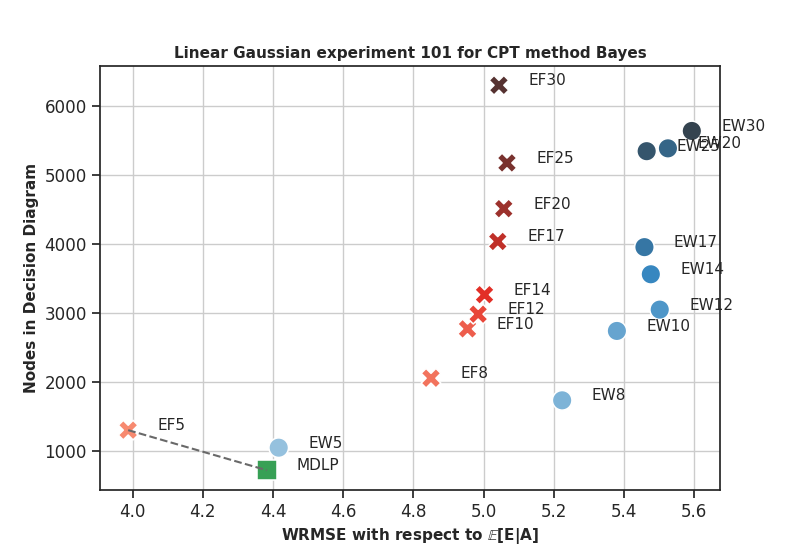 Linear Gaussian experiment 101 for CPT method Bayes
Nodes in Decision Diagram
6000
5000
4000
3000
2000
1000
EF30
EW30
EW20
EW25
EF25
EF20
EF17
EW17
EW14
EF14
EW12
EF12
EF10
EW10
EF8
EW8
EF5
EW5
MDLP
4.0 4.2 4.4 4.6 4.8 5.0 5.2 5.4 5.6
WRMSE with respect to 𝔼[E|A]